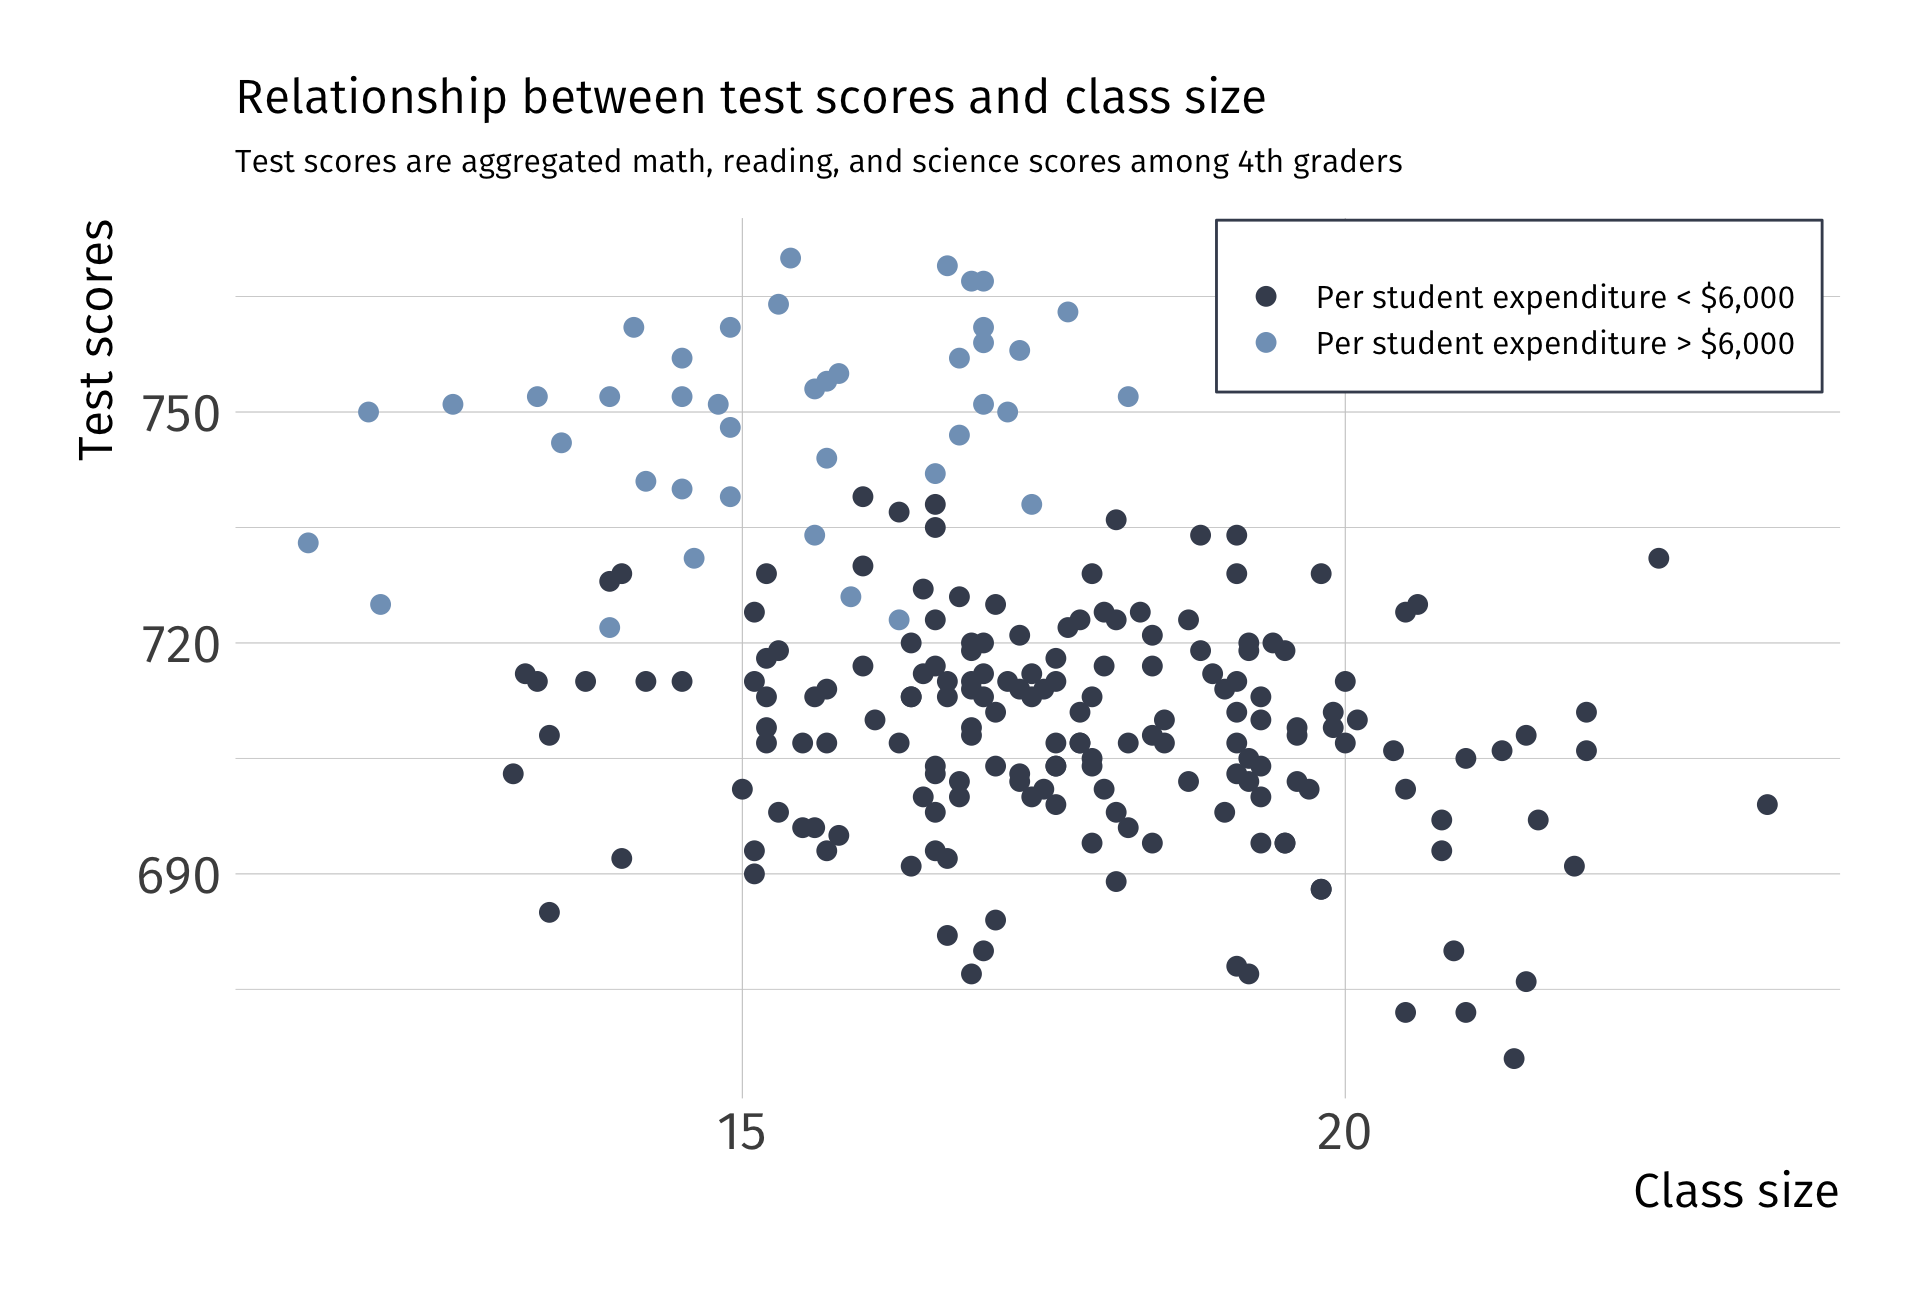 Relationship between test scores and class size
Test scores are aggregated math, reading, and science scores among 4th graders
Test scores
Per student expenditure < $6,000
Per student expenditure > $6,000
750
720
690
15
20
Class size